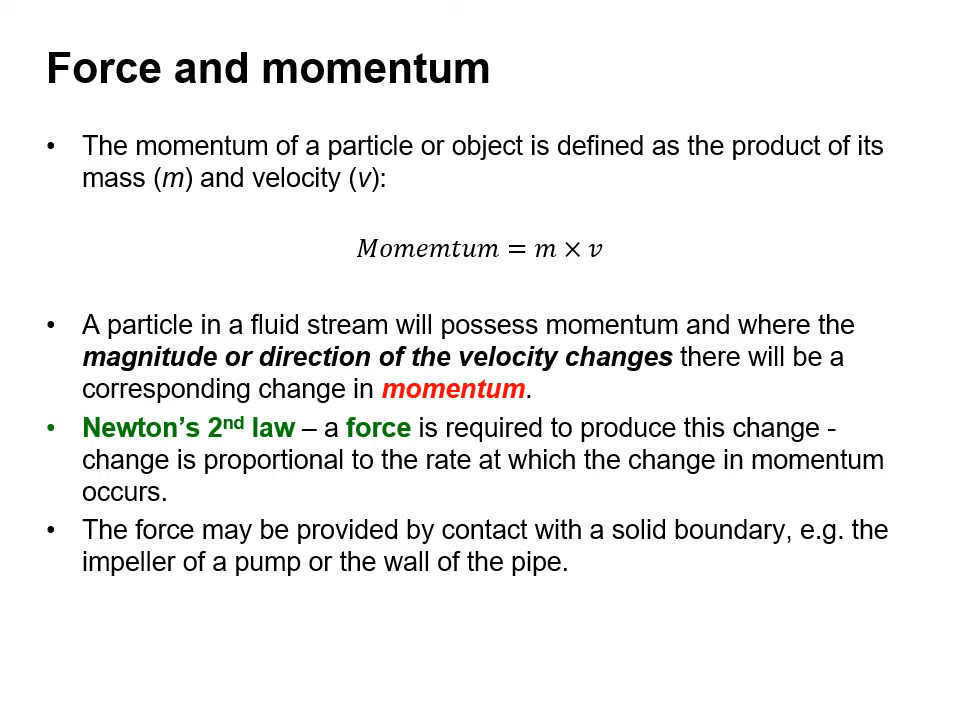 Force and momentum
• The momentum of a particle or object is defined as the product of its
mass (m) and velocity (v):
Momemtum = m × v
• A particle in a fluid stream will possess momentum and where the
magnitude or direction of the velocity changes there will be a
corresponding change in momentum.
• Newton’s 2nd law – a force is required to produce this change -
change is proportional to the rate at which the change in momentum
occurs.
• The force may be provided by contact with a solid boundary, e.g. the
impeller of a pump or the wall of the pipe.